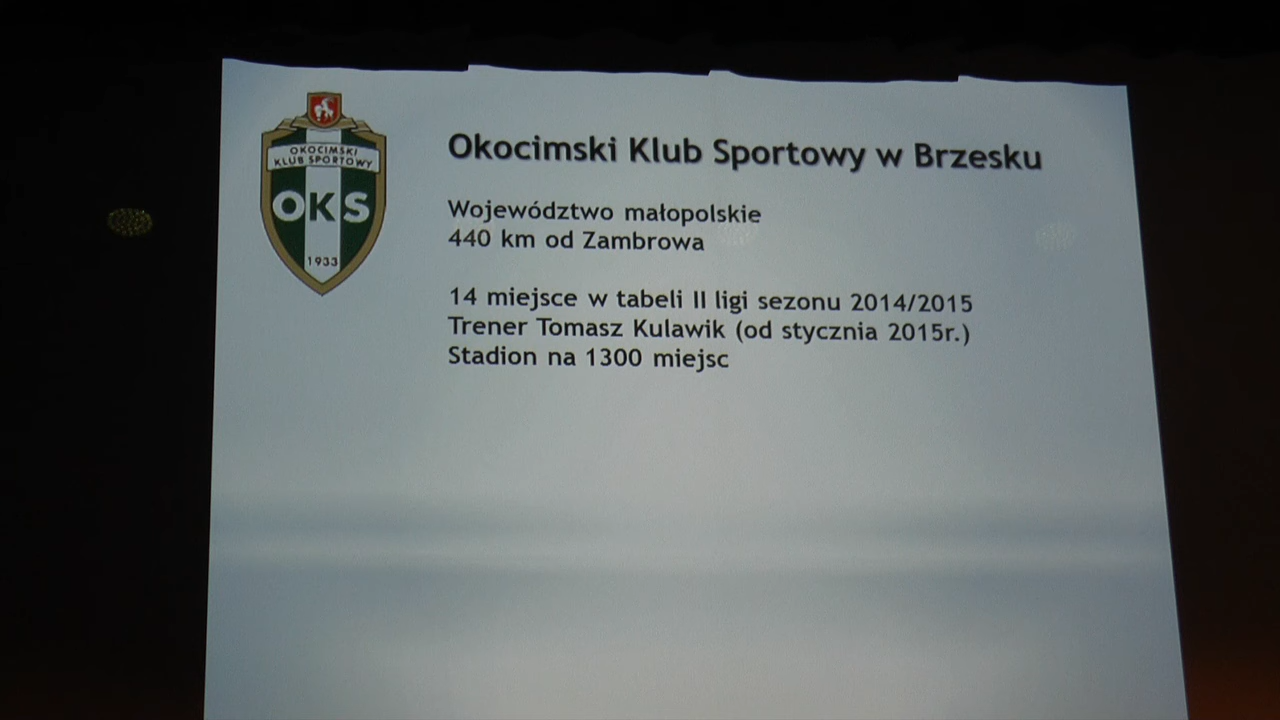 OKOCIMSKI
KLUB SPORTOWY
OKS
1933
Okocimski Klub Sportowy w Brzesku
Województwo małopolskie
440 km od Zambrowa
14 miejsce w tabeli II ligi sezonu 2014/2015
Trener Tomasz Kulawik (od stycznia 2015r.)
Stadion na 1300 miejsc